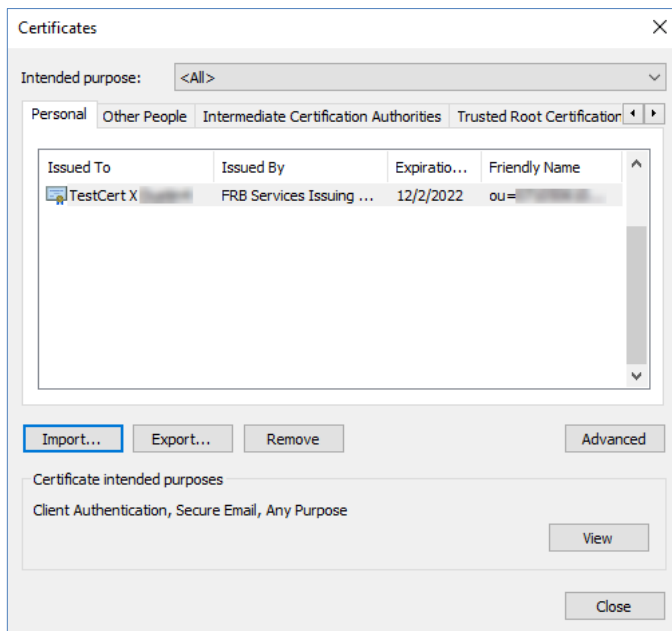 Certificates
Intended purpose: <All>
Personal Other People Intermediate Certification Authorities Trusted Root Certification
Issued To Issued By Expiratio... Friendly Name
TestCert X FRB Services Issuing ... 12/2/2022 ou=
Import... Export... Remove Advanced
Certificate intended purposes
Client Authentication, Secure Email, Any Purpose
View
Close